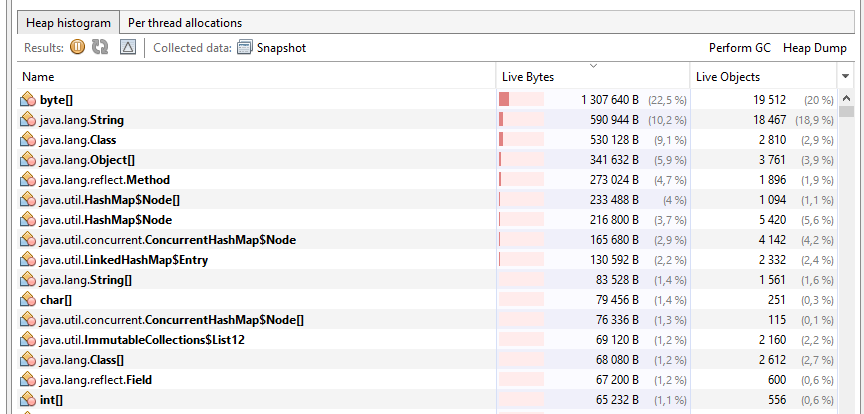 Heap histogram Per thread allocations
Results: Collected data: Snapshot Perform GC Heap Dump
Name Live Bytes Live Objects
byte[] 1 307 640 B (22,5 %) 19 512 (20 %)
java.lang.String 590 944 B (10,2 %) 18 467 (18,9 %)
java.lang.Class 530 128 B (9,1 %) 2 810 (2,9 %)
java.lang.Object[] 341 632 B (5,9 %) 3 761 (3,9 %)
java.lang.reflect.Method 273 024 B (4,7 %) 1 896 (1,9 %)
java.util.HashMap$Node[] 233 488 B (4 %) 1 094 (1,1 %)
java.util.HashMap$Node 216 800 B (3,7 %) 5 420 (5,6 %)
java.util.concurrent.ConcurrentHashMap$Node 165 680 B (2,9 %) 4 142 (4,2 %)
java.util.LinkedHashMap$Entry 130 592 B (2,2 %) 2 332 (2,4 %)
java.lang.String[] 83 528 B (1,4 %) 1 561 (1,6 %)
char[] 79 456 B (1,4 %) 251 (0,3 %)
java.util.concurrent.ConcurrentHashMap$Node[] 76 336 B (1,3 %) 115 (0,1 %)
java.util.ImmutableCollections$List12 69 120 B (1,2 %) 2 160 (2,2 %)
java.lang.Class[] 68 080 B (1,2 %) 2 612 (2,7 %)
java.lang.reflect.Field 67 200 B (1,2 %) 600 (0,6 %)
int[] 65 232 B (1,1 %) 556 (0,6 %)